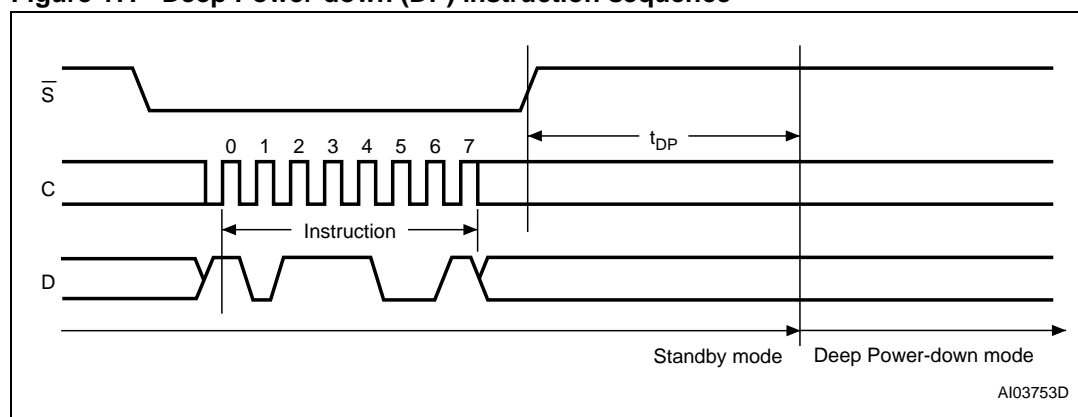 Figure Deep Power-down (DP) instruction sequence
S
tDP
0 1 2 3 4 5 6 7
C
Instruction
D
Standby mode Deep Power-down mode
AI03753D